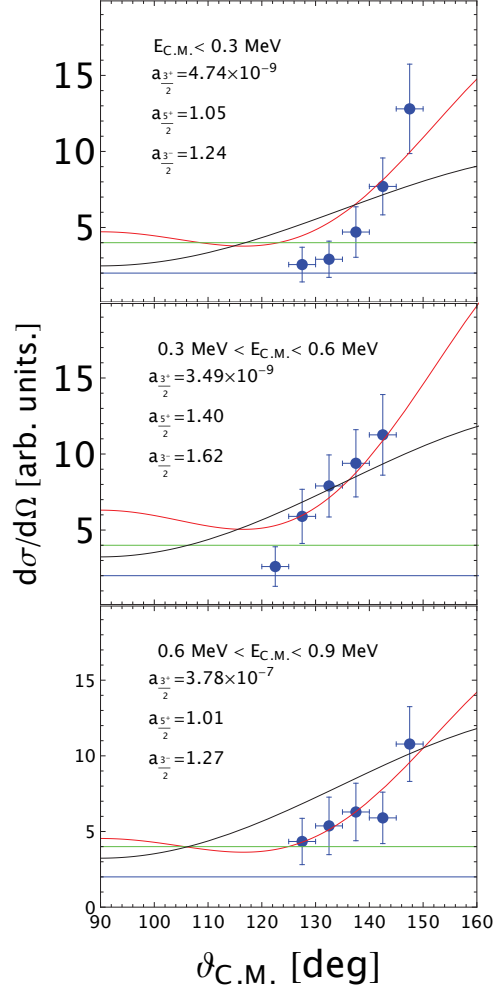 E_C.M.< 0.3 MeV
a_3⁺/2=4.74×10⁻⁹
a_5⁺/2=1.05
a_3⁻/2=1.24
15
10
5
0.3 MeV < E_C.M.< 0.6 MeV
a_3⁺/2=3.49×10⁻⁹
a_5⁺/2=1.40
a_3⁻/2=1.62
15
10
5
dσ/dΩ [arb. units.]
0.6 MeV < E_C.M.< 0.9 MeV
a_3⁺/2=3.78×10⁻⁷
a_5⁺/2=1.01
a_3⁻/2=1.27
15
10
5
0
90 100 110 120 130 140 150 160
ϑ_C.M. [deg]